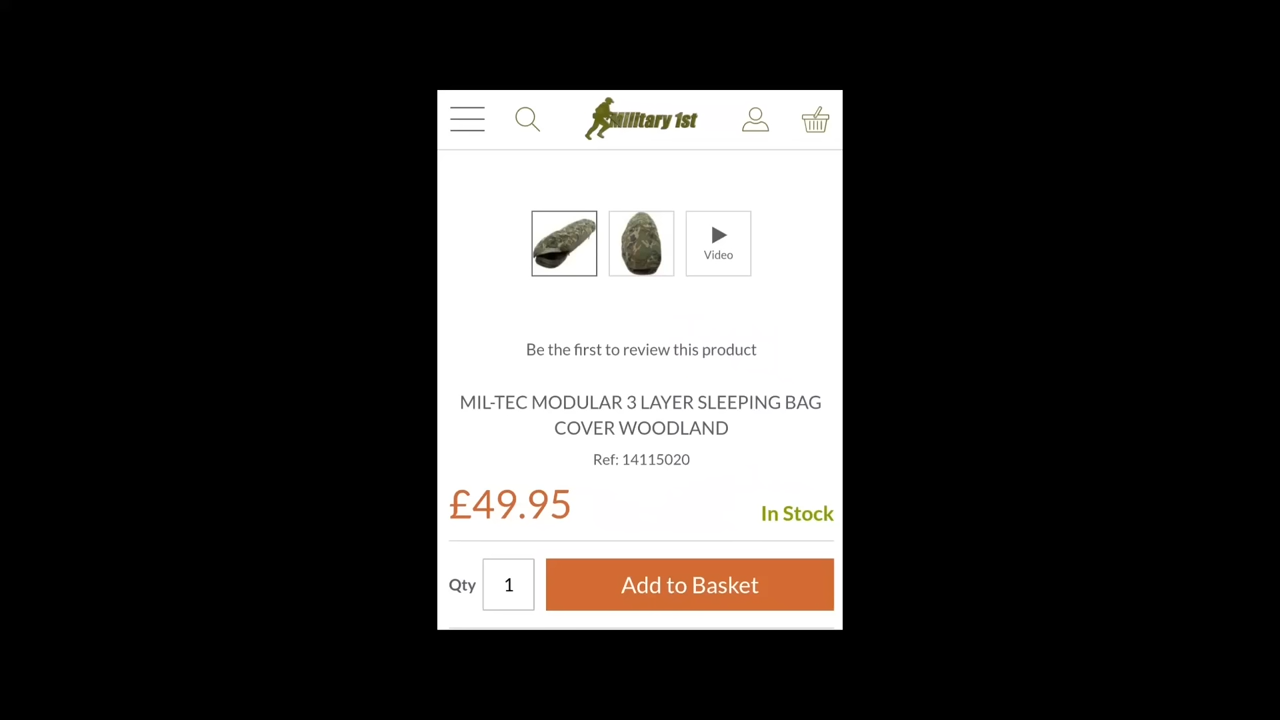 Military 1st
Video
Be the first to review this product
MIL-TEC MODULAR 3 LAYER SLEEPING BAG
COVER WOODLAND
Ref: 14115020
£49.95
In Stock
Qty
1
Add to Basket